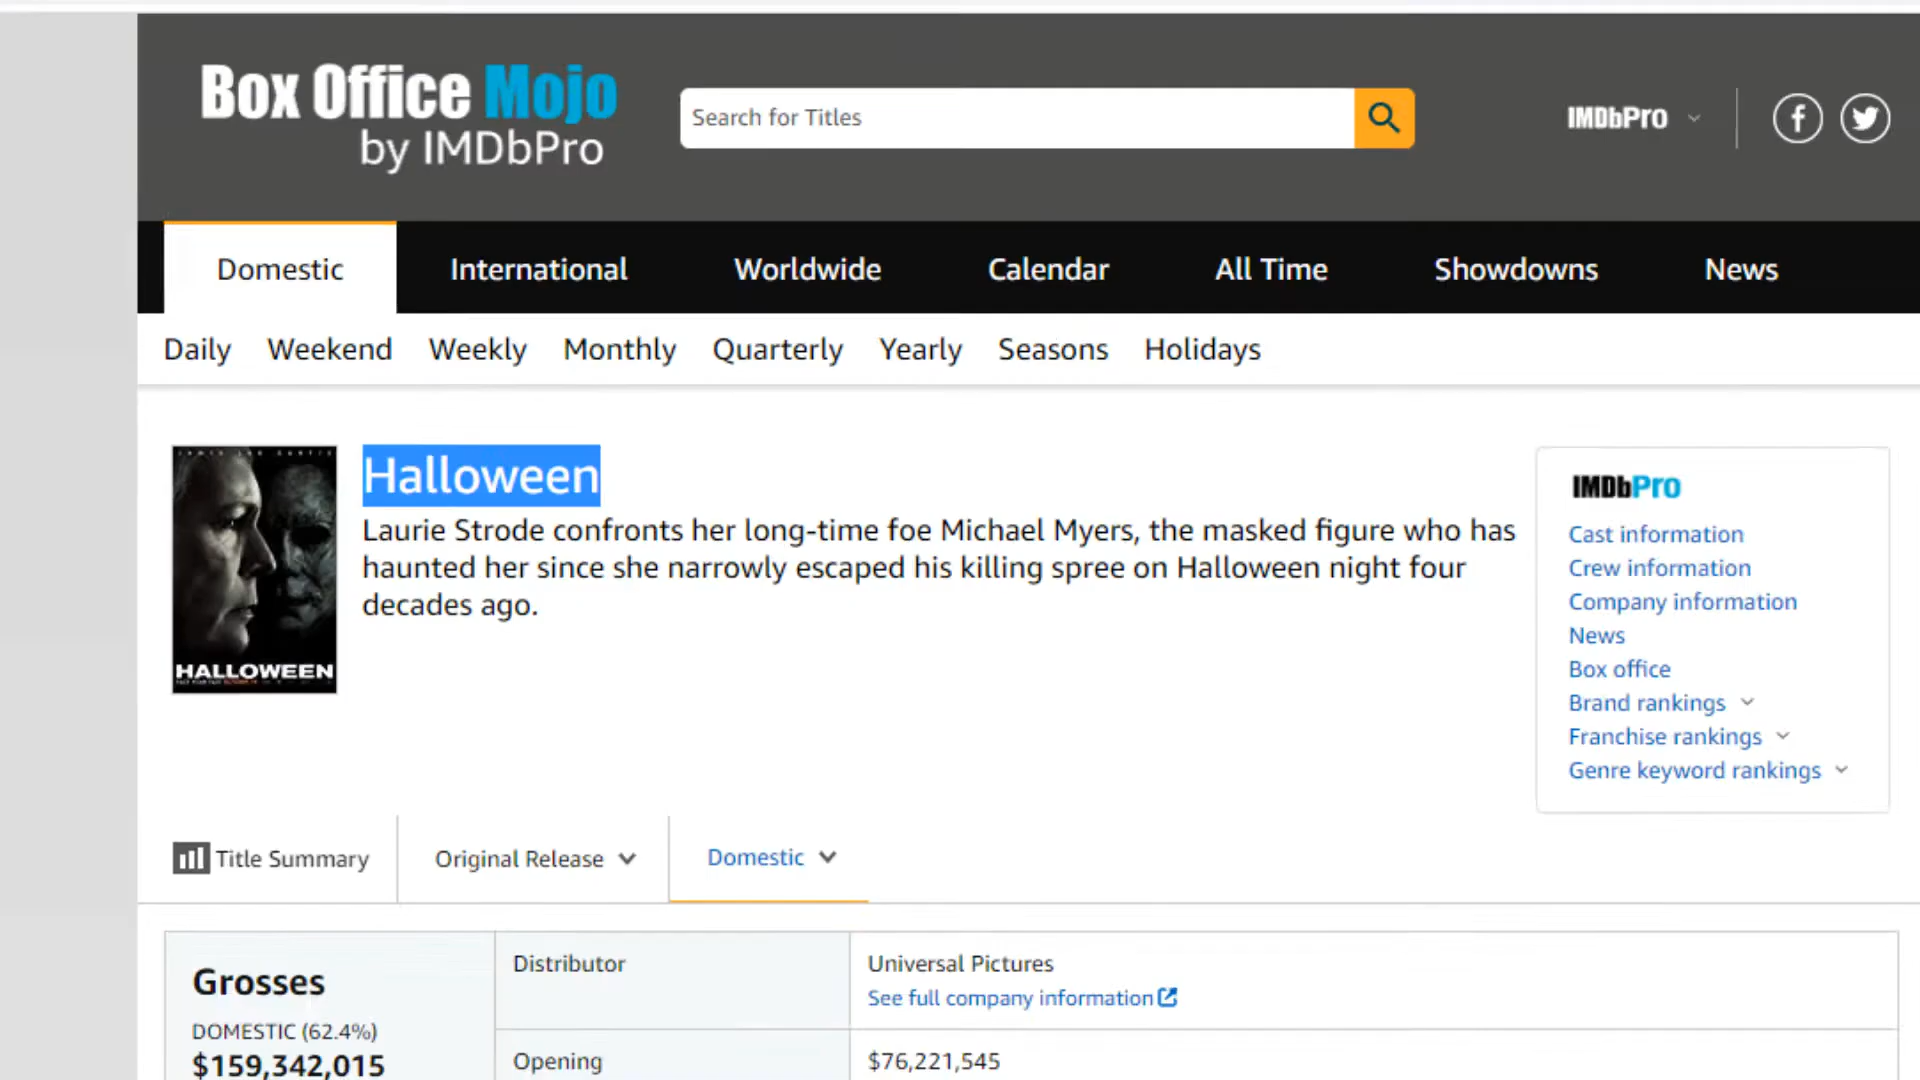 Box Office Mojo
by IMDbPro
Search for Titles
IMDbPro
Domestic
International
Worldwide
Calendar
All Time
Showdowns
News
Daily
Weekend
Weekly
Monthly
Quarterly
Yearly
Seasons
Holidays
HALLOWEEN
Halloween
Laurie Strode confronts her long-time foe Michael Myers, the masked figure who has
haunted her since she narrowly escaped his killing spree on Halloween night four
decades ago.
IMDbPro
Cast information
Crew information
Company information
News
Box office
Brand rankings
Franchise rankings
Genre keyword rankings
Title Summary
Original Release
Domestic
Grosses
DOMESTIC (62.4%)
$159,342,015
Distributor
Universal Pictures
See full company information
Opening
$76,221,545